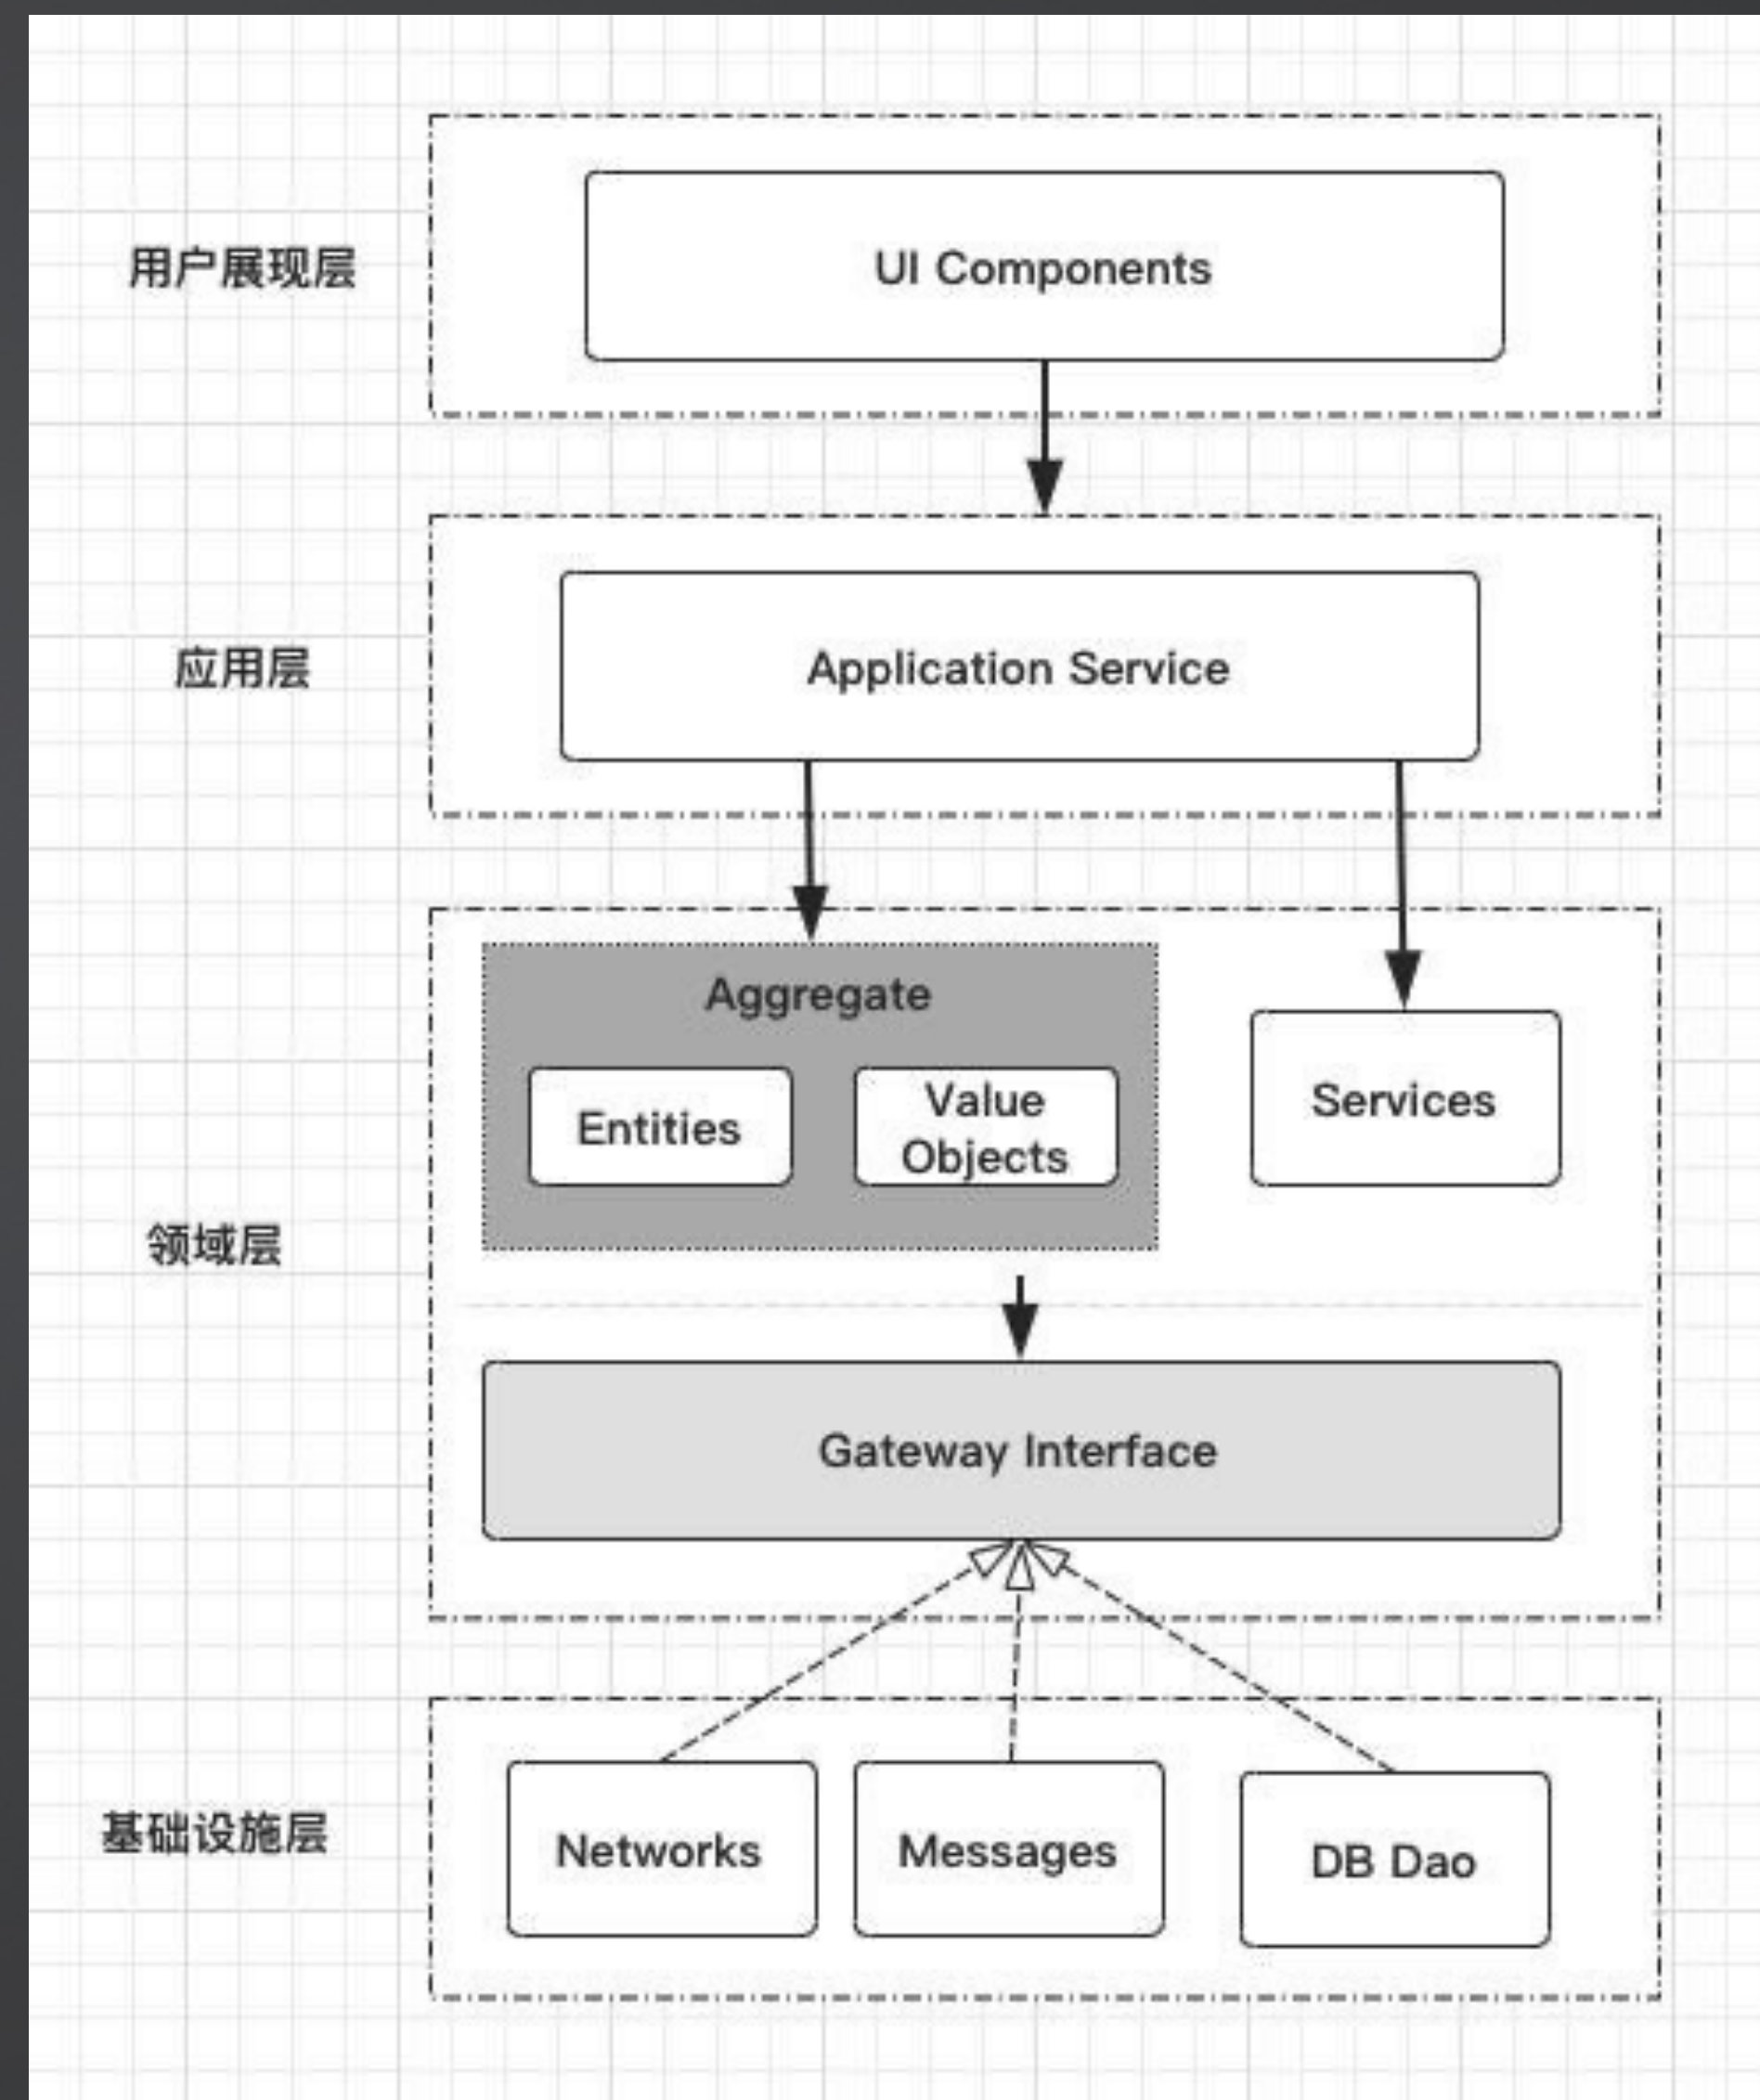 用户展现层
UI Components
应用层
Application Service
Aggregate
Entities
Value
Objects
Services
领域层
Gateway Interface
基础设施层
Networks
Messages
DB Dao